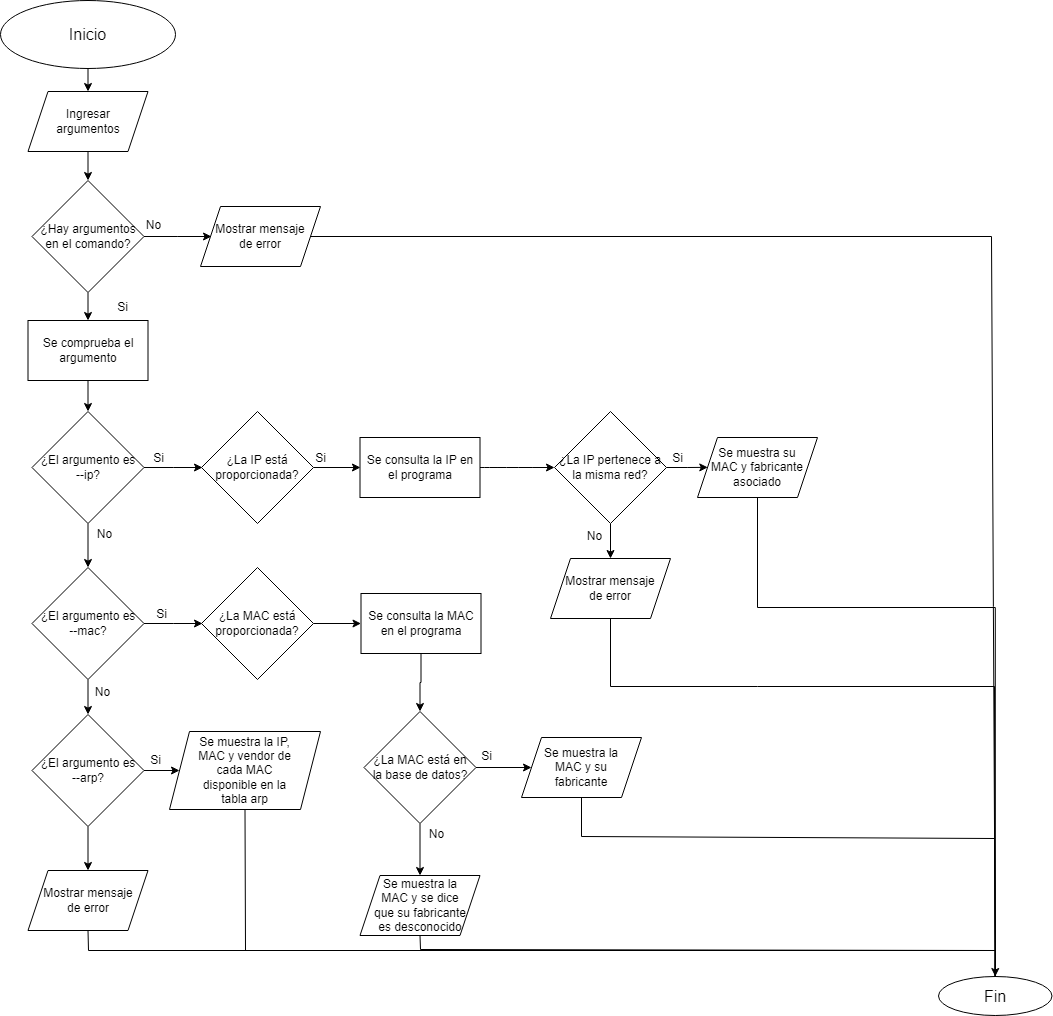 Inicio
Ingresar
argumentos
¿Hay argumentos
en el comando?
No
Mostrar mensaje
de error
Si
Se comprueba el
argumento
¿El argumento es
--ip?
Si
¿La IP está
proporcionada?
Si
Se consulta la IP en
el programa
¿La IP pertenece a
la misma red?
Si
Se muestra su
MAC y fabricante
asociado
No
No
Mostrar mensaje
de error
¿El argumento es
--mac?
Si
¿La MAC está
proporcionada?
Se consulta la MAC
en el programa
No
¿El argumento es
--arp?
Si
Se muestra la IP,
MAC y vendor de
cada MAC
disponible en la
tabla arp
¿La MAC está en
la base de datos?
Si
Se muestra la
MAC y su
fabricante
No
Mostrar mensaje
de error
Se muestra la
MAC y se dice
que su fabricante
es desconocido
Fin